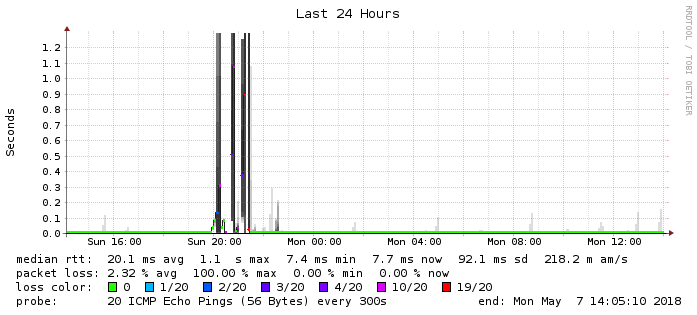 Last 24 Hours
RRDTOOL / TOBI OETIKER
Seconds
1.2
1.1
1.0
0.9
0.8
0.7
0.6
0.5
0.4
0.3
0.2
0.1
0.0
Sun 16:00 Sun 20:00 Mon 00:00 Mon 04:00 Mon 08:00 Mon 12:00
median rtt: 20.1 ms avg 1.1 s max 7.4 ms min 7.7 ms now 92.1 ms sd 218.2 m am/s
packet loss: 2.32 % avg 100.00 % max 0.00 % min 0.00 % now
loss color: 0 1/20 2/20 3/20 4/20 10/20 19/20
probe: 20 ICMP Echo Pings (56 Bytes) every 300s end: Mon May 7 14:05:10 2018